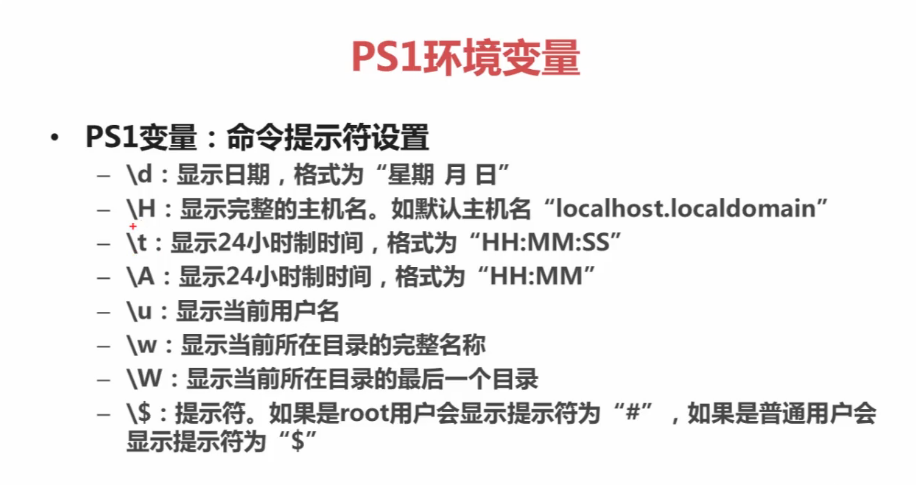 PS1环境变量
• PS1变量：命令提示符设置
– \d：显示日期，格式为“星期 月 日”
– \H：显示完整的主机名。如默认主机名“localhost.localdomain”
– \t：显示24小时制时间，格式为“HH:MM:SS”
– \A：显示24小时制时间，格式为“HH:MM”
– \u：显示当前用户名
– \w：显示当前所在目录的完整名称
– \W：显示当前所在目录的最后一个目录
– \$：提示符。如果是root用户会显示提示符为“#”，如果是普通用户会
显示提示符为“$”